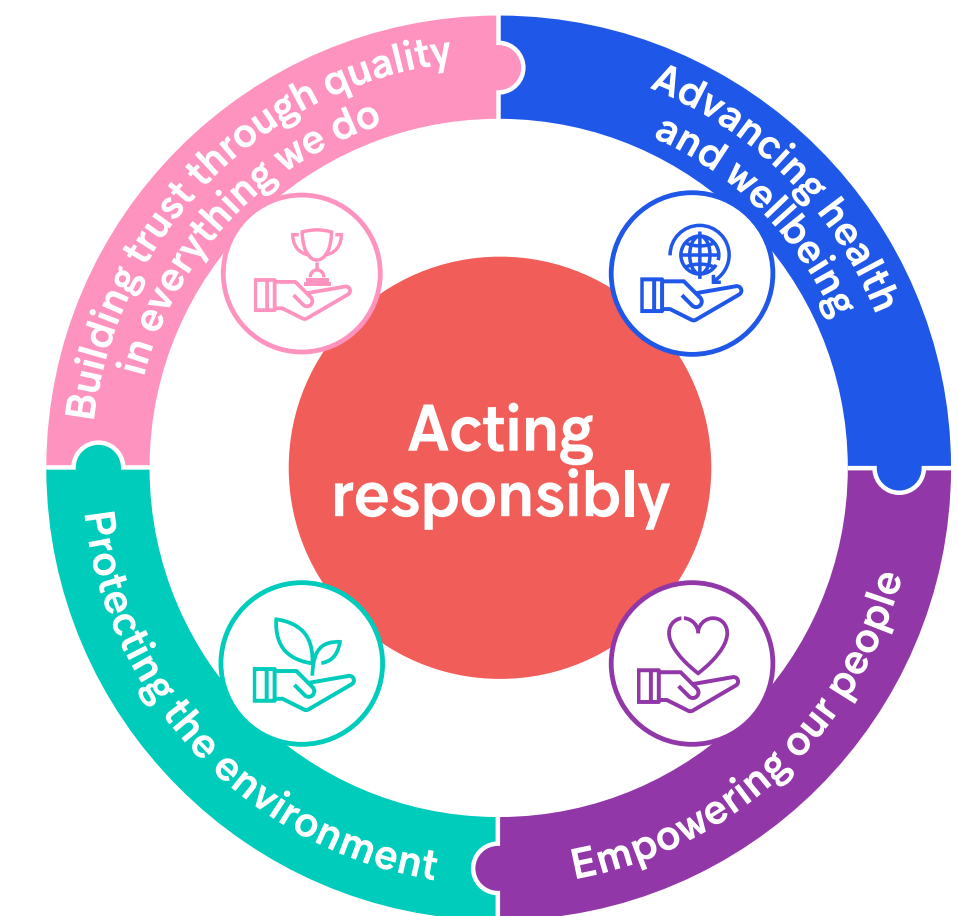 Building trust through quality
in everything we do
Advancing health
and wellbeing
Acting
responsibly
Protecting the environment
Empowering our people